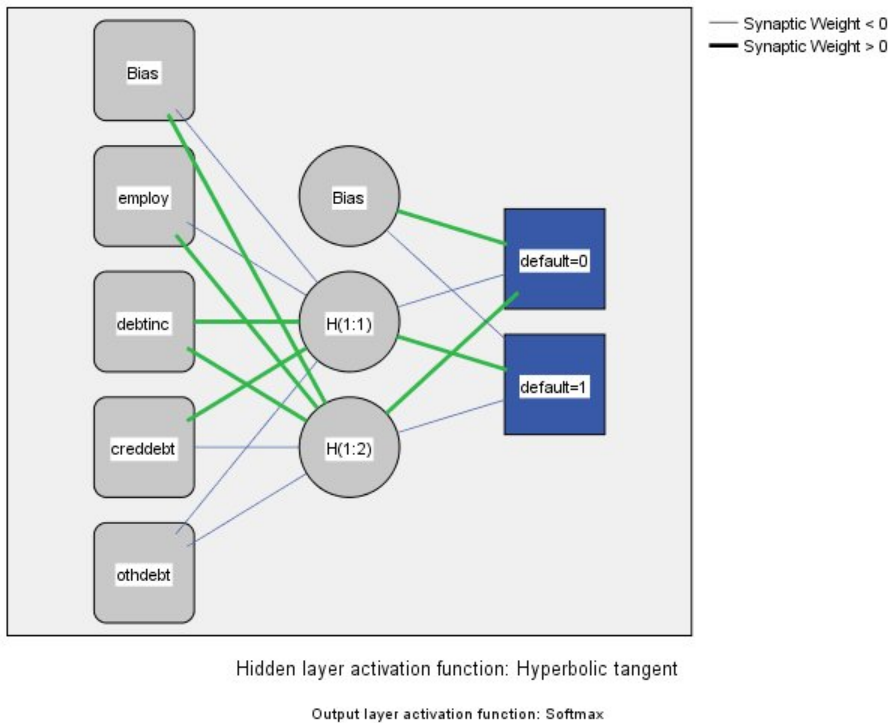 Synaptic Weight < 0
Synaptic Weight > 0
Bias
employ
debtinc
creddebt
othdebt
Bias
H(1:1)
H(1:2)
default=0
default=1
Hidden layer activation function: Hyperbolic tangent
Output layer activation function: Softmax